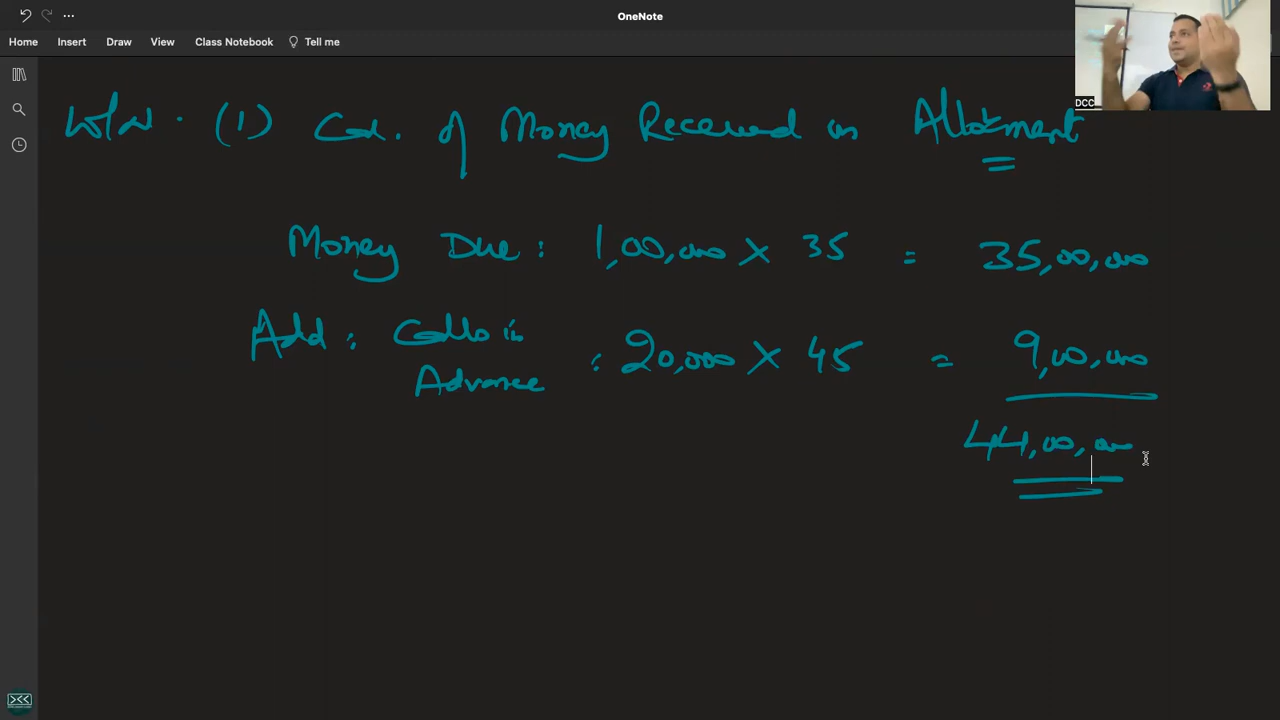 OneNote
Home Insert Draw View Class Notebook Tell me
DCC
W/N. (1) Cal. of Money Received on Allotment
Money Due : 1,00,000 X 35 = 35,00,000
Add : Calls in Advance : 20,000 X 45 = 9,00,000
44,00,000
DCC